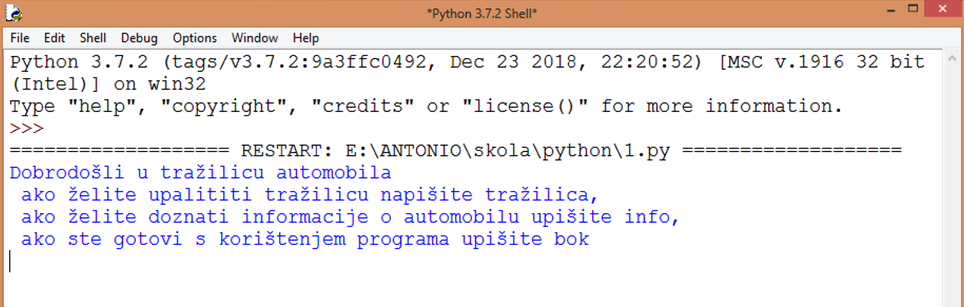 *Python 3.7.2 Shell*
File Edit Shell Debug Options Window Help
Python 3.7.2 (tags/v3.7.2:9a3ffc0492, Dec 23 2018, 22:20:52) [MSC v.1916 32 bit
(Intel)] on win32
Type "help", "copyright", "credits" or "license()" for more information.
>>>
=================== RESTART: E:\ANTONIO\skola\python\1.py ===================
Dobrodošli u tražilicu automobila
 ako želite upalititi tražilicu napišite tražilica,
 ako želite doznati informacije o automobilu upišite info,
 ako ste gotovi s korištenjem programa upišite bok